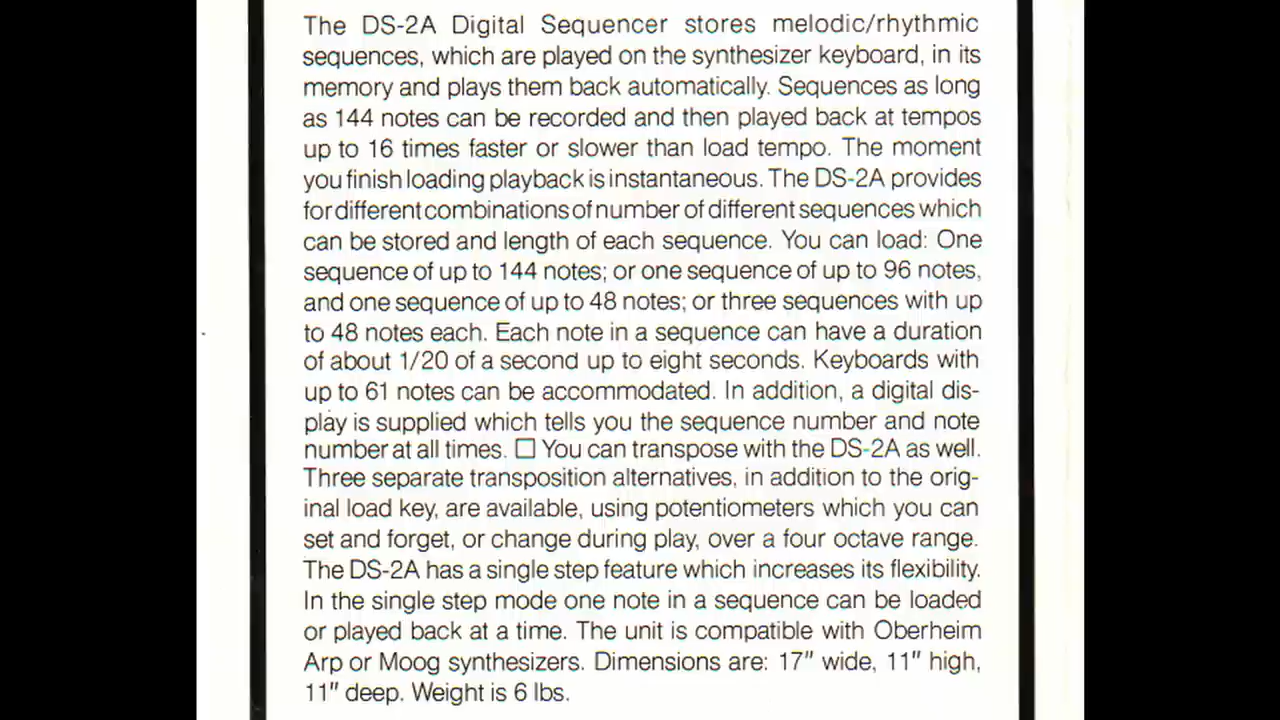 The DS-2A Digital Sequencer stores melodic/rhythmic
sequences, which are played on the synthesizer keyboard, in its
memory and plays them back automatically. Sequences as long
as 144 notes can be recorded and then played back at tempos
up to 16 times faster or slower than load tempo. The moment
you finish loading playback is instantaneous. The DS-2A provides
for different combinations of number of different sequences which
can be stored and length of each sequence. You can load: One
sequence of up to 144 notes; or one sequence of up to 96 notes,
and one sequence of up to 48 notes; or three sequences with up
to 48 notes each. Each note in a sequence can have a duration
of about 1/20 of a second up to eight seconds. Keyboards with
up to 61 notes can be accommodated. In addition, a digital dis-
play is supplied which tells you the sequence number and note
number at all times. □ You can transpose with the DS-2A as well.
Three separate transposition alternatives, in addition to the orig-
inal load key, are available, using potentiometers which you can
set and forget, or change during play, over a four octave range.
The DS-2A has a single step feature which increases its flexibility.
In the single step mode one note in a sequence can be loaded
or played back at a time. The unit is compatible with Oberheim
Arp or Moog synthesizers. Dimensions are: 17" wide, 11" high,
11" deep. Weight is 6 lbs.